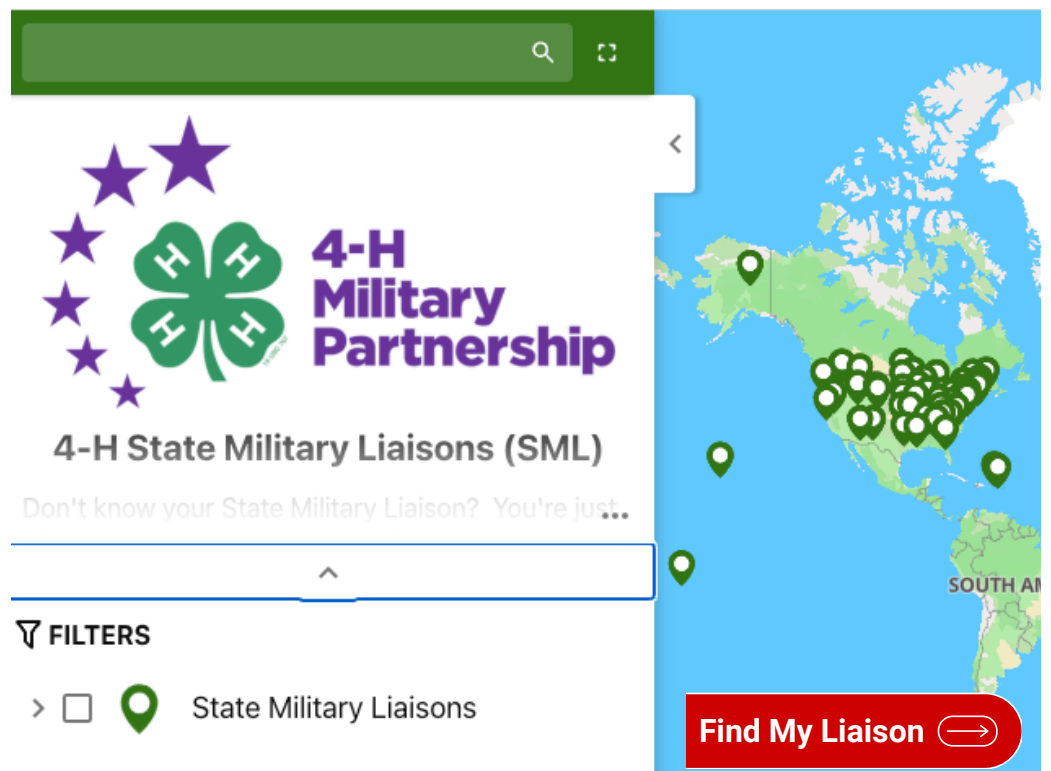 H H
H H
4-H
Military
Partnership
4-H State Military Liaisons (SML)
Don't know your State Military Liaison? You're just...
FILTERS
State Military Liaisons
SOUTH AM
Find My Liaison